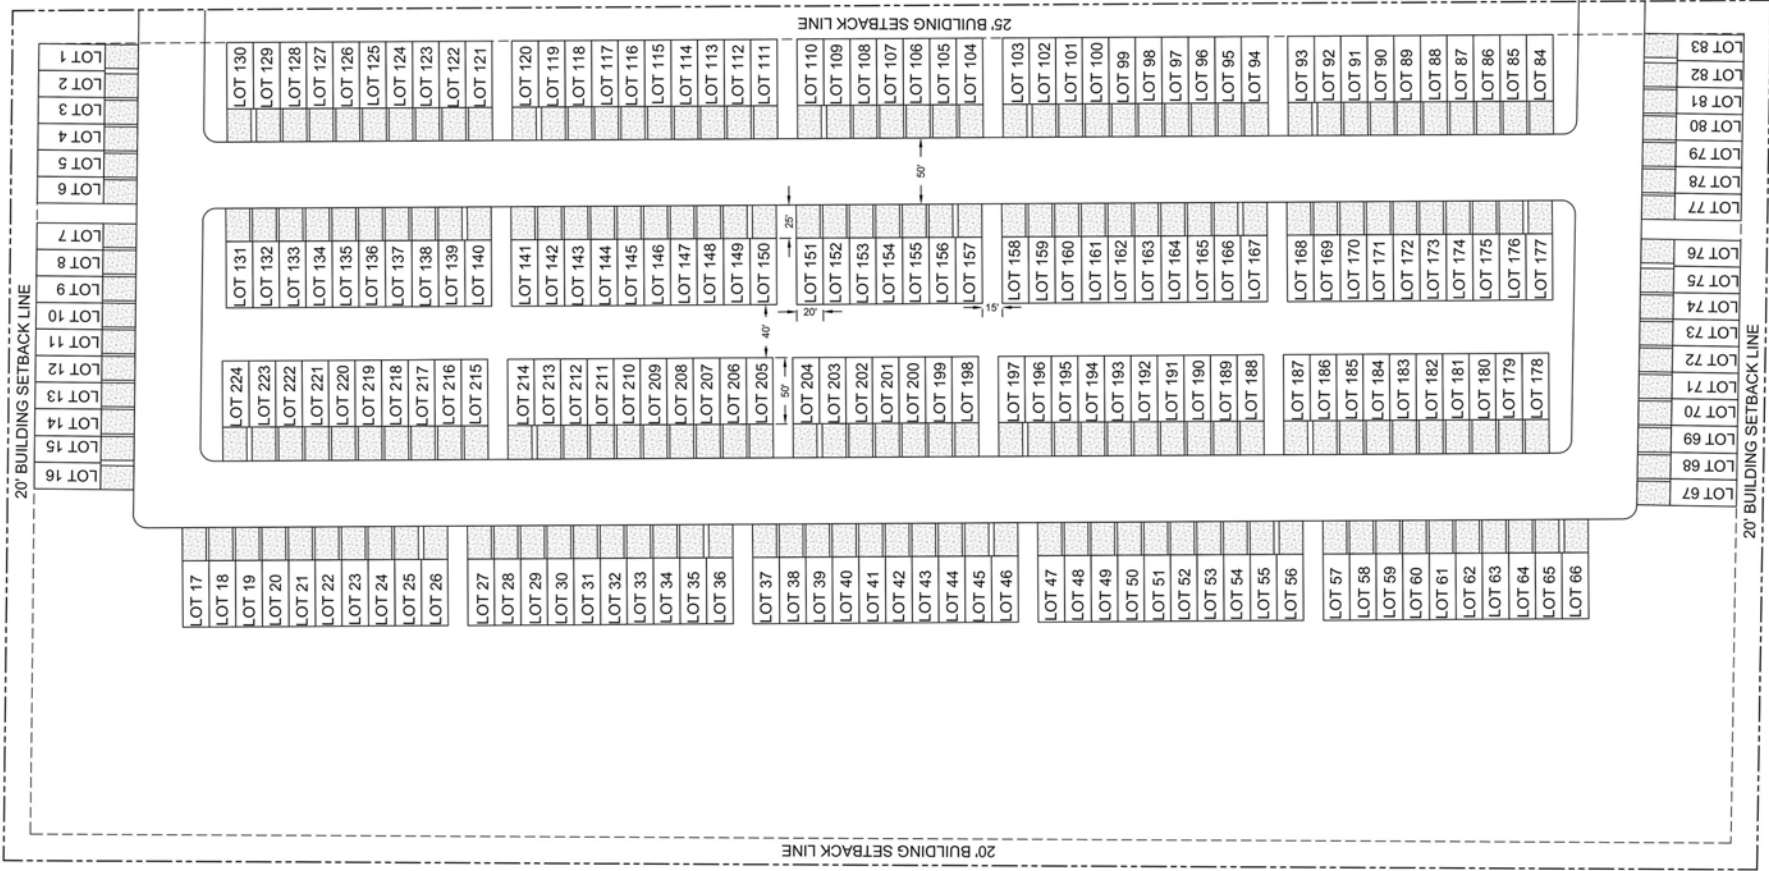 25' BUILDING SETBACK LINE
LOT 1
LOT 2
LOT 3
LOT 4
LOT 5
LOT 6
LOT 7
LOT 8
LOT 9
LOT 10
LOT 11
LOT 12
LOT 13
LOT 14
LOT 15
LOT 16
20' BUILDING SETBACK LINE
LOT 130
LOT 129
LOT 128
LOT 127
LOT 126
LOT 125
LOT 124
LOT 123
LOT 122
LOT 121
LOT 120
LOT 119
LOT 118
LOT 117
LOT 116
LOT 115
LOT 114
LOT 113
LOT 112
LOT 111
LOT 110
LOT 109
LOT 108
LOT 107
LOT 106
LOT 105
LOT 104
LOT 103
LOT 102
LOT 101
LOT 100
LOT 99
LOT 98
LOT 97
LOT 96
LOT 95
LOT 94
LOT 93
LOT 92
LOT 91
LOT 90
LOT 89
LOT 88
LOT 87
LOT 86
LOT 85
LOT 84
50'
25'
LOT 131
LOT 132
LOT 133
LOT 134
LOT 135
LOT 136
LOT 137
LOT 138
LOT 139
LOT 140
LOT 141
LOT 142
LOT 143
LOT 144
LOT 145
LOT 146
LOT 147
LOT 148
LOT 149
LOT 150
LOT 151
LOT 152
LOT 153
LOT 154
LOT 155
LOT 156
LOT 157
LOT 158
LOT 159
LOT 160
LOT 161
LOT 162
LOT 163
LOT 164
LOT 165
LOT 166
LOT 167
LOT 168
LOT 169
LOT 170
LOT 171
LOT 172
LOT 173
LOT 174
LOT 175
LOT 176
LOT 177
20'
15'
40'
50'
LOT 224
LOT 223
LOT 222
LOT 221
LOT 220
LOT 219
LOT 218
LOT 217
LOT 216
LOT 215
LOT 214
LOT 213
LOT 212
LOT 211
LOT 210
LOT 209
LOT 208
LOT 207
LOT 206
LOT 205
LOT 204
LOT 203
LOT 202
LOT 201
LOT 200
LOT 199
LOT 198
LOT 197
LOT 196
LOT 195
LOT 194
LOT 193
LOT 192
LOT 191
LOT 190
LOT 189
LOT 188
LOT 187
LOT 186
LOT 185
LOT 184
LOT 183
LOT 182
LOT 181
LOT 180
LOT 179
LOT 178
LOT 83
LOT 82
LOT 81
LOT 80
LOT 79
LOT 78
LOT 77
LOT 76
LOT 75
LOT 74
LOT 73
LOT 72
LOT 71
LOT 70
LOT 69
LOT 68
LOT 67
20' BUILDING SETBACK LINE
LOT 17
LOT 18
LOT 19
LOT 20
LOT 21
LOT 22
LOT 23
LOT 24
LOT 25
LOT 26
LOT 27
LOT 28
LOT 29
LOT 30
LOT 31
LOT 32
LOT 33
LOT 34
LOT 35
LOT 36
LOT 37
LOT 38
LOT 39
LOT 40
LOT 41
LOT 42
LOT 43
LOT 44
LOT 45
LOT 46
LOT 47
LOT 48
LOT 49
LOT 50
LOT 51
LOT 52
LOT 53
LOT 54
LOT 55
LOT 56
LOT 57
LOT 58
LOT 59
LOT 60
LOT 61
LOT 62
LOT 63
LOT 64
LOT 65
LOT 66
20' BUILDING SETBACK LINE